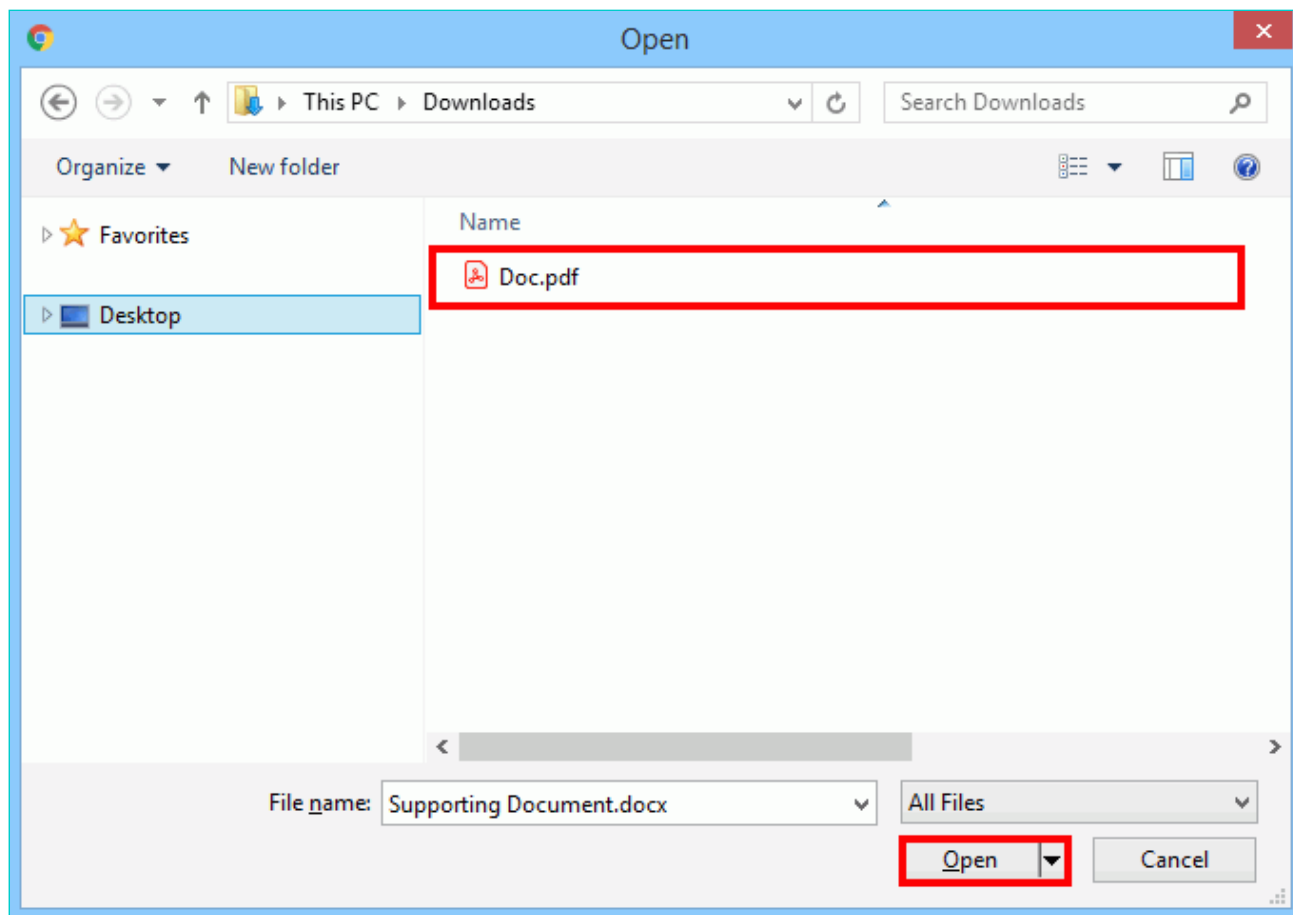 Open
This PC Downloads
Search Downloads
Organize New folder
Favorites
Name
Doc.pdf
Desktop
File name: Supporting Document.docx All Files
Open Cancel